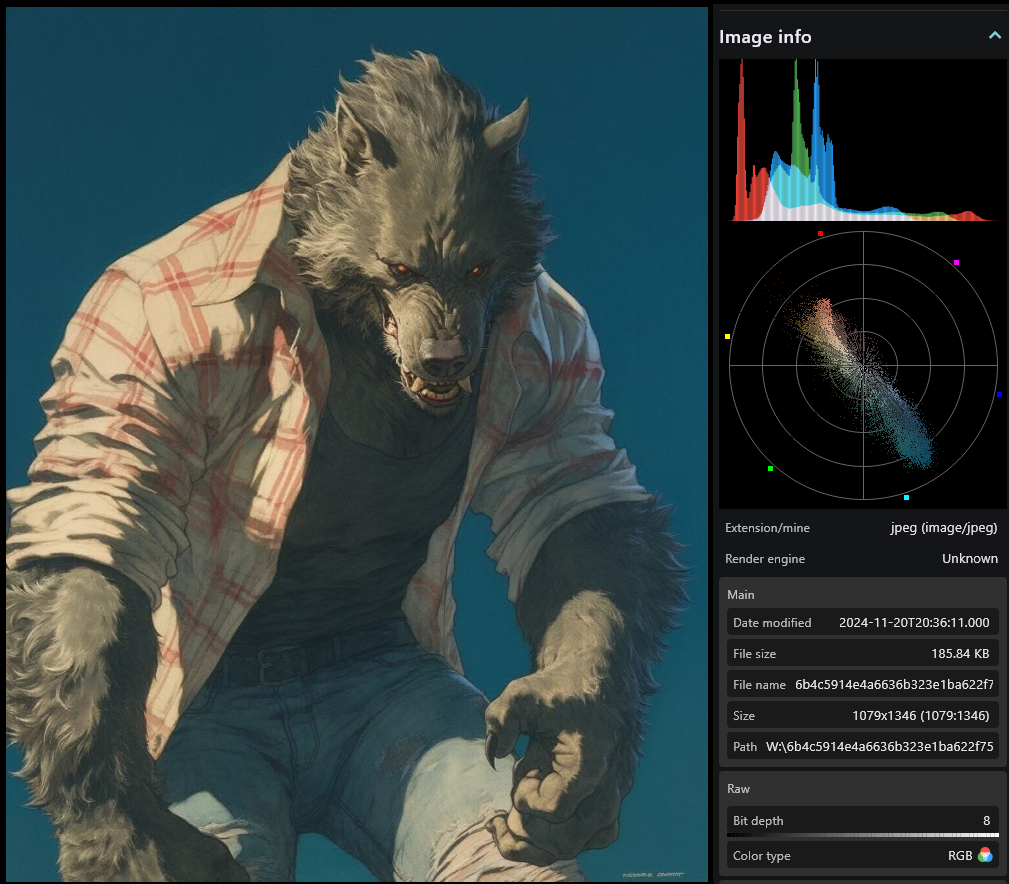 Image info
Extension/mine jpeg (image/jpeg)
Render engine Unknown
Main
Date modified 2024-11-20T20:36:11.000
File size 185.84 KB
File name 6b4c5914e4a6636b323e1ba622f7
Size 1079x1346 (1079:1346)
Path W:\6b4c5914e4a6636b323e1ba622f75
Raw
Bit depth 8
Color type RGB